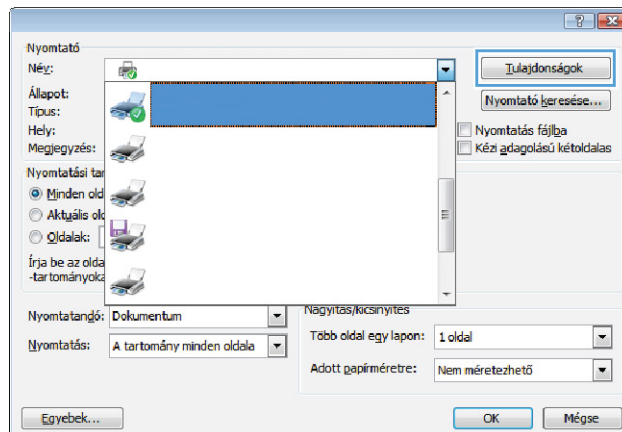 Nyomtató
Név:
Tulajdonságok
Állapot:
Nyomtató keresése...
Típus:
Hely:
Nyomtatás fájlba
Megjegyzés:
Kézi adagolású kétoldalas
Nyomtatási tar
Minden old
Aktuális old
Oldalak:
Írja be az olda
-tartományoka
Nyomtatandó: Dokumentum
Nagyítás/kicsinyítés
Több oldal egy lapon: 1 oldal
Nyomtatás: A tartomány minden oldala
Adott papírméretre: Nem méretezhető
Egyebek...
OK
Mégse